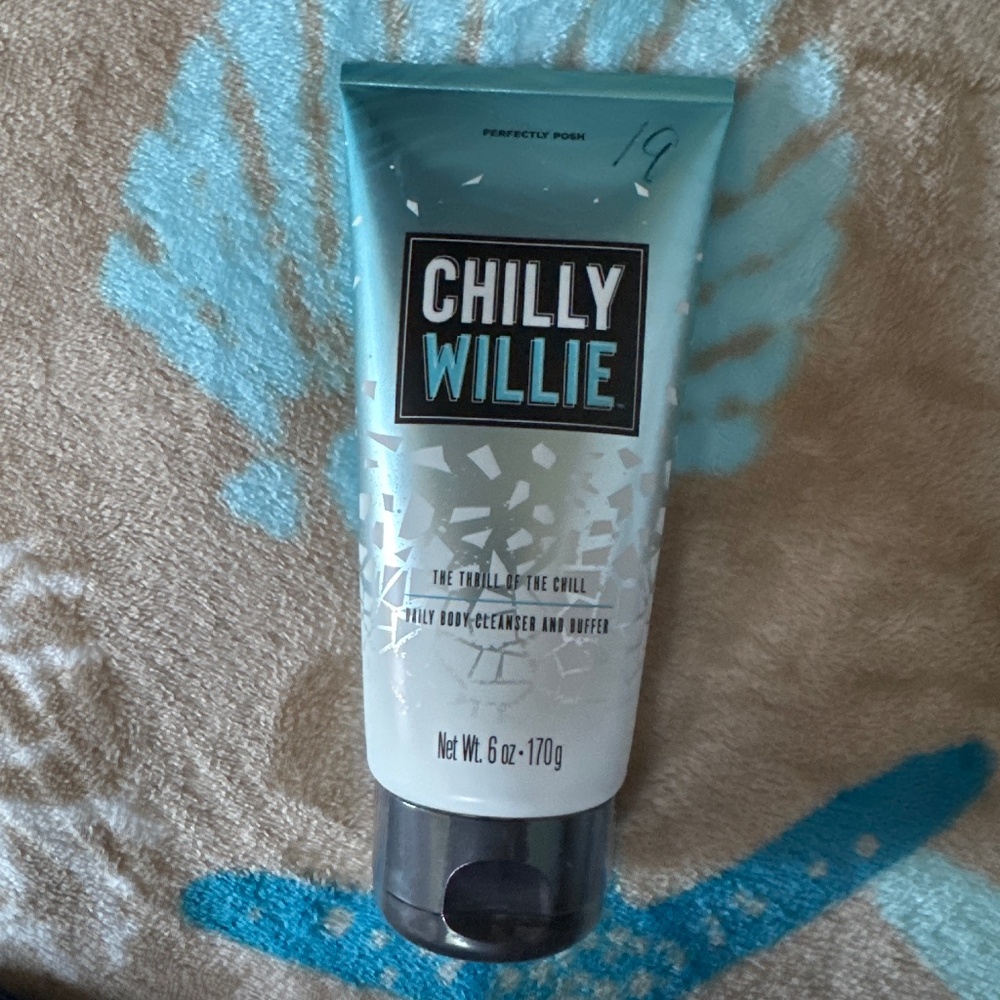 PERFECTLY POSH
19
CHILLY
WILLIE™
THE THRILL OF THE CHILL
DAILY BODY CLEANSER AND BUFFER
Net Wt. 6 oz • 170g